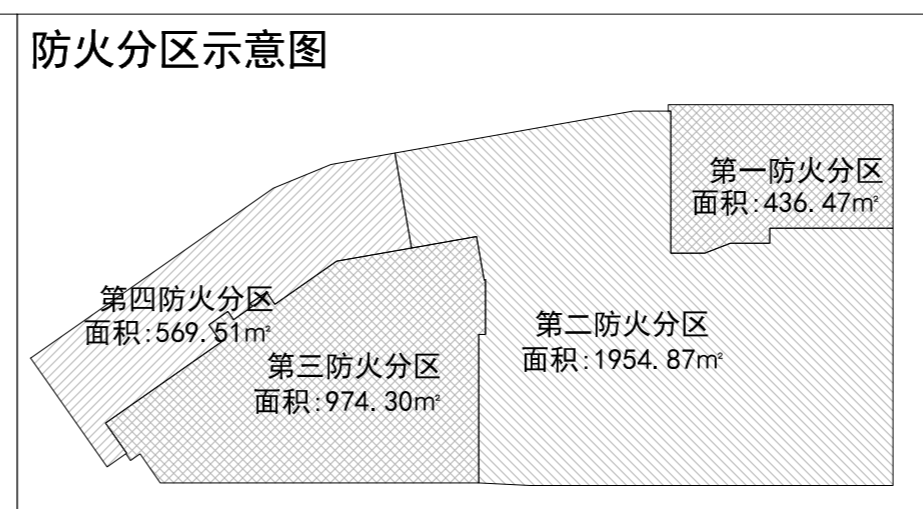 防火分区示意图
第一防火分区
面积:436.47㎡
第四防火分区
面积:569.51㎡
第二防火分区
面积:1954.87㎡
第三防火分区
面积:974.30㎡